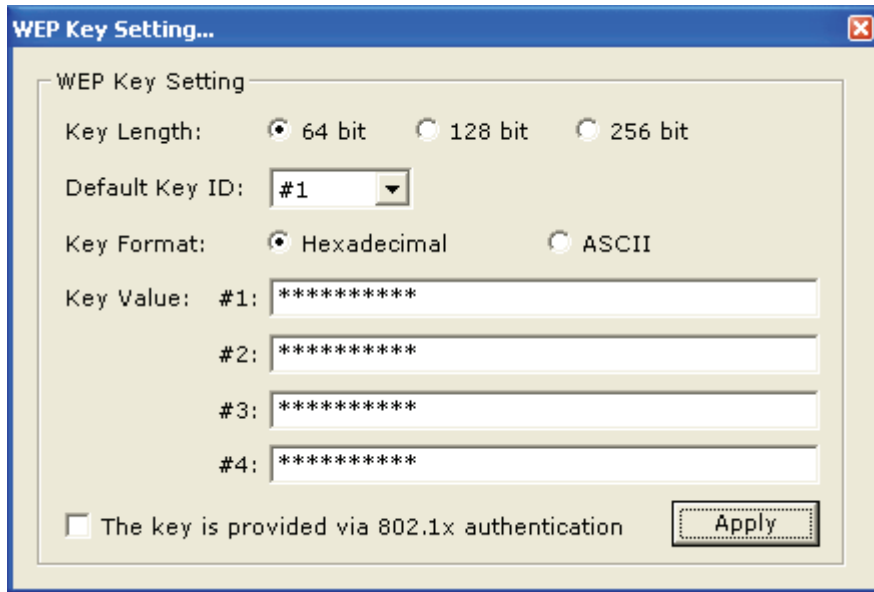 WEP Key Setting...
WEP Key Setting
Key Length: 64 bit 128 bit 256 bit
Default Key ID: #1
Key Format: Hexadecimal ASCII
Key Value: #1: **********
#2: **********
#3: **********
#4: **********
The key is provided via 802.1x authentication Apply